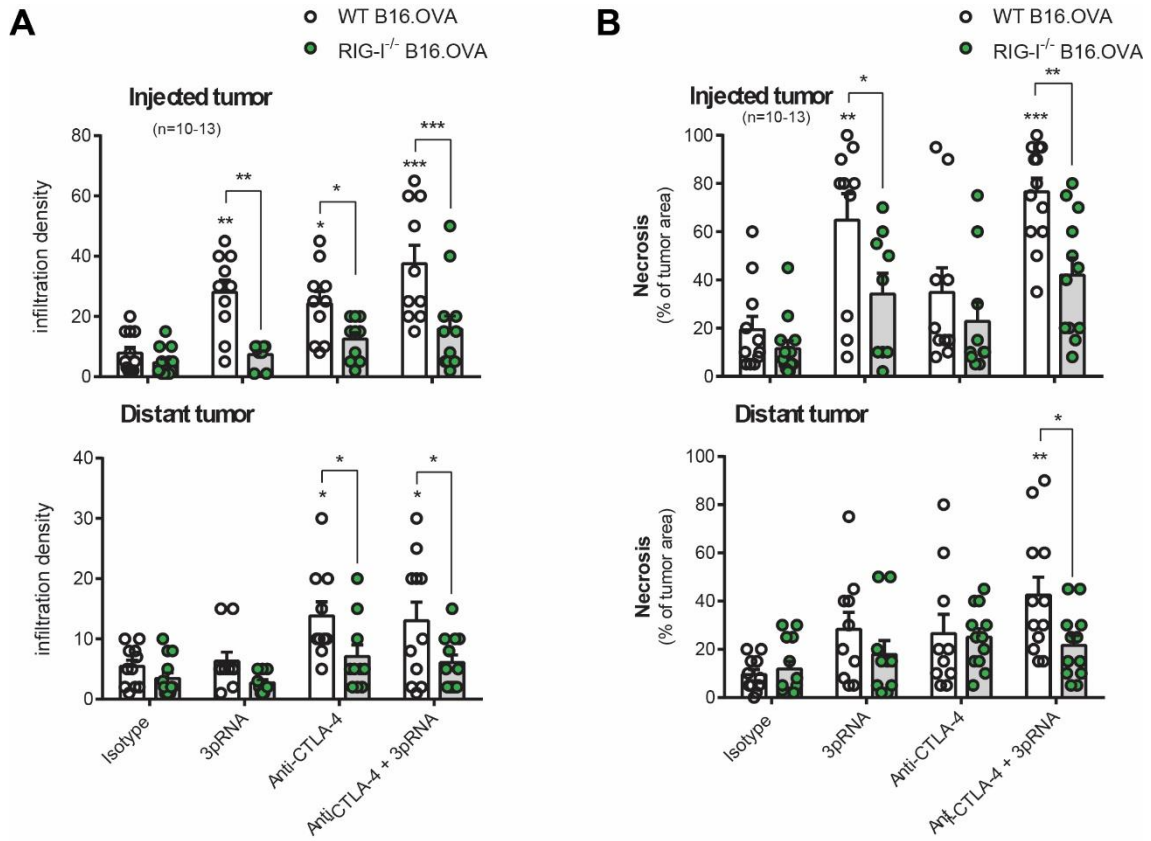 A
WT B16.OVA
RIG-I-/- B16.OVA
Injected tumor
(n=10-13)
infiltration density
80
60
40
20
0
**
**
*
*
***
***
Distant tumor
infiltration density
40
30
20
10
0
*
*
*
*
Isotype
3pRNA
Anti-CTLA-4
Anti-CTLA-4 + 3pRNA
B
WT B16.OVA
RIG-I-/- B16.OVA
Injected tumor
(n=10-13)
Necrosis
(% of tumor area)
100
80
60
40
20
0
**
*
***
**
Distant tumor
Necrosis
(% of tumor area)
100
80
60
40
20
0
**
*
Isotype
3pRNA
Anti-CTLA-4
Anti-CTLA-4 + 3pRNA